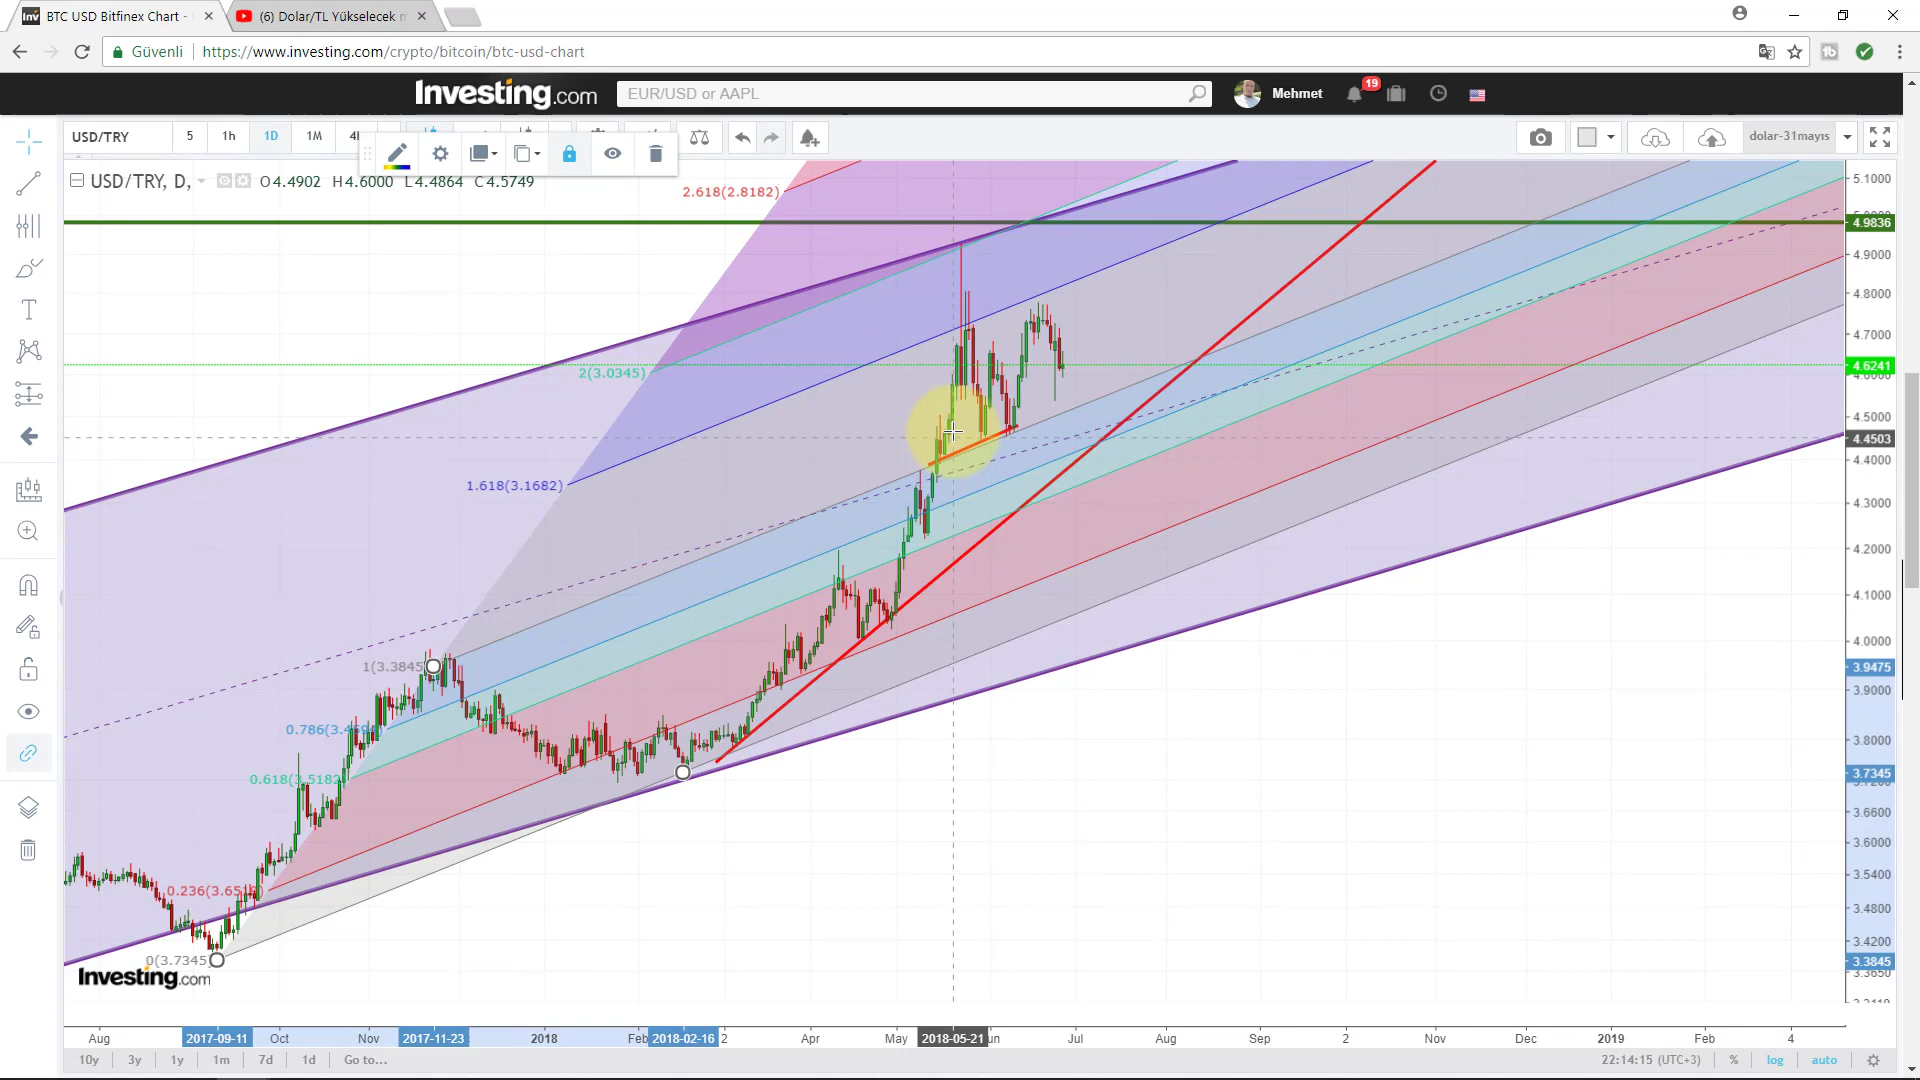 BTC USD Bitfinex Chart -
(6) Dolar/TL Yükselecek m
Güvenli
https://www.investing.com/crypto/bitcoin/btc-usd-chart
Investing.com
EUR/USD or AAPL
Mehmet
19
USD/TRY
5
1h
1D
1M
dolar-31mayıs
USD/TRY, D,
O4.4902 H4.6000 L4.4864 C4.5749
2.618(2.8182)
2(3.0345)
1.618(3.1682)
1(3.3845
0.786(3.4
0.618(3.5182
0.236(3.65
0(3.7345)
Investing.com
5.1000
4.9836
4.9000
4.8000
4.7000
4.6241
4.5000
4.4503
4.4000
4.3000
4.2000
4.1000
4.0000
3.9475
3.9000
3.8000
3.7345
3.6600
3.6000
3.5400
3.4800
3.4200
3.3845
3.3650
Aug
2017-09-11
Oct
Nov
2017-11-23
2018
Feb
2018-02-16
2
Apr
May
2018-05-21
un
Jul
Aug
Sep
2
Nov
Dec
2019
Feb
4
10y
3y
1y
1m
7d
1d
Go to...
22:14:15 (UTC+3)
%
log
auto